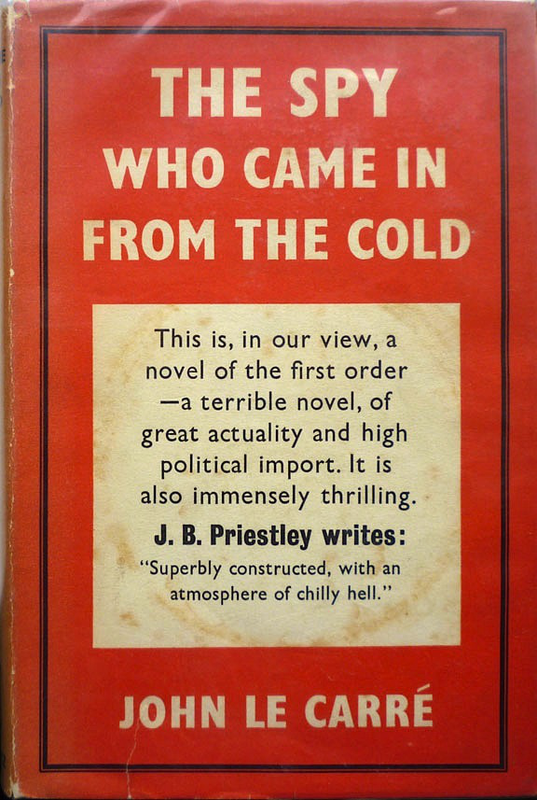 THE SPY
WHO CAME IN
FROM THE COLD
This is, in our view, a
novel of the first order
—a terrible novel, of
great actuality and high
political import. It is
also immensely thrilling.
J. B. Priestley writes:
“Superbly constructed, with an
atmosphere of chilly hell.”
JOHN LE CARRÉ